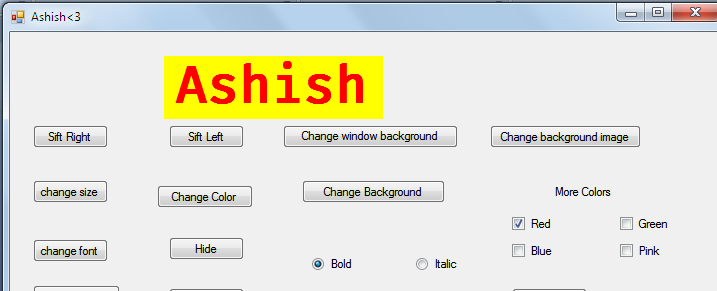 Ashish<3
Ashish
Sift Right Sift Left Change window background Change background image
change size Change Color Change Background More Colors
Red Green
change font Hide Blue Pink
Bold Italic